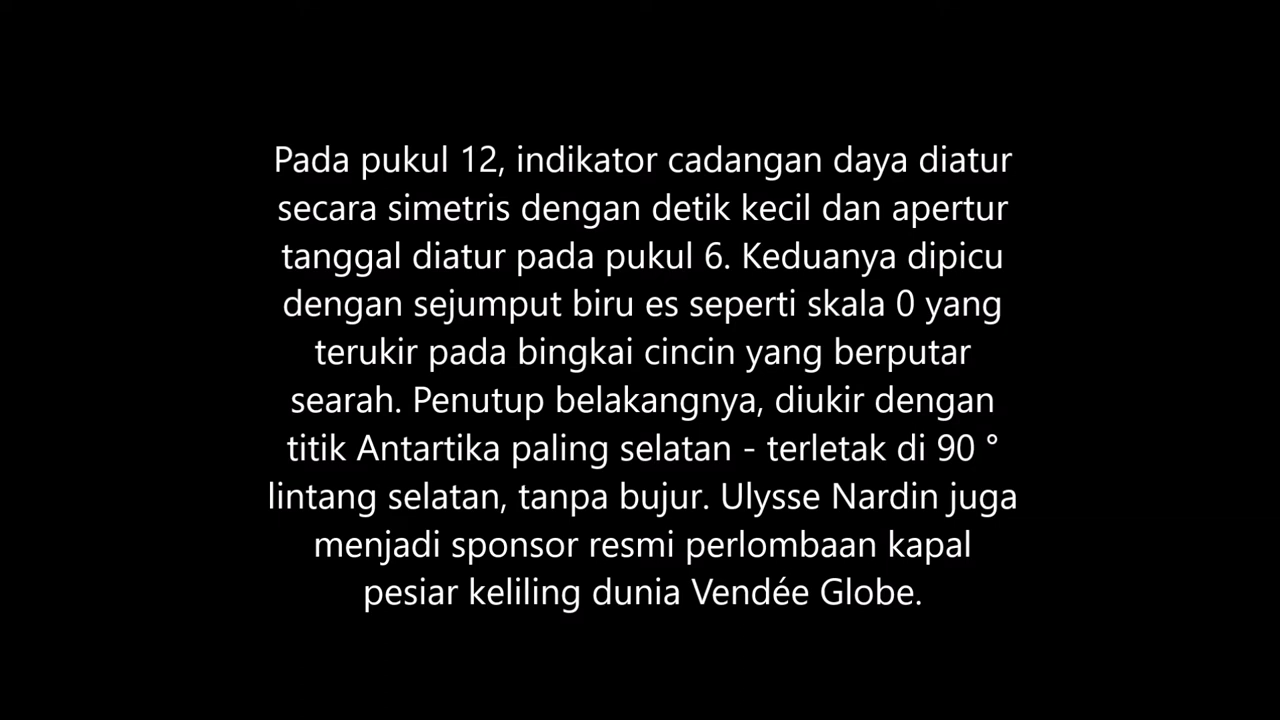 Pada pukul 12, indikator cadangan daya diatur
secara simetris dengan detik kecil dan apertur
tanggal diatur pada pukul 6. Keduanya dipicu
dengan sejumput biru es seperti skala 0 yang
terukir pada bingkai cincin yang berputar
searah. Penutup belakangnya, diukir dengan
titik Antartika paling selatan - terletak di 90 °
lintang selatan, tanpa bujur. Ulysse Nardin juga
menjadi sponsor resmi perlombaan kapal
pesiar keliling dunia Vendée Globe.